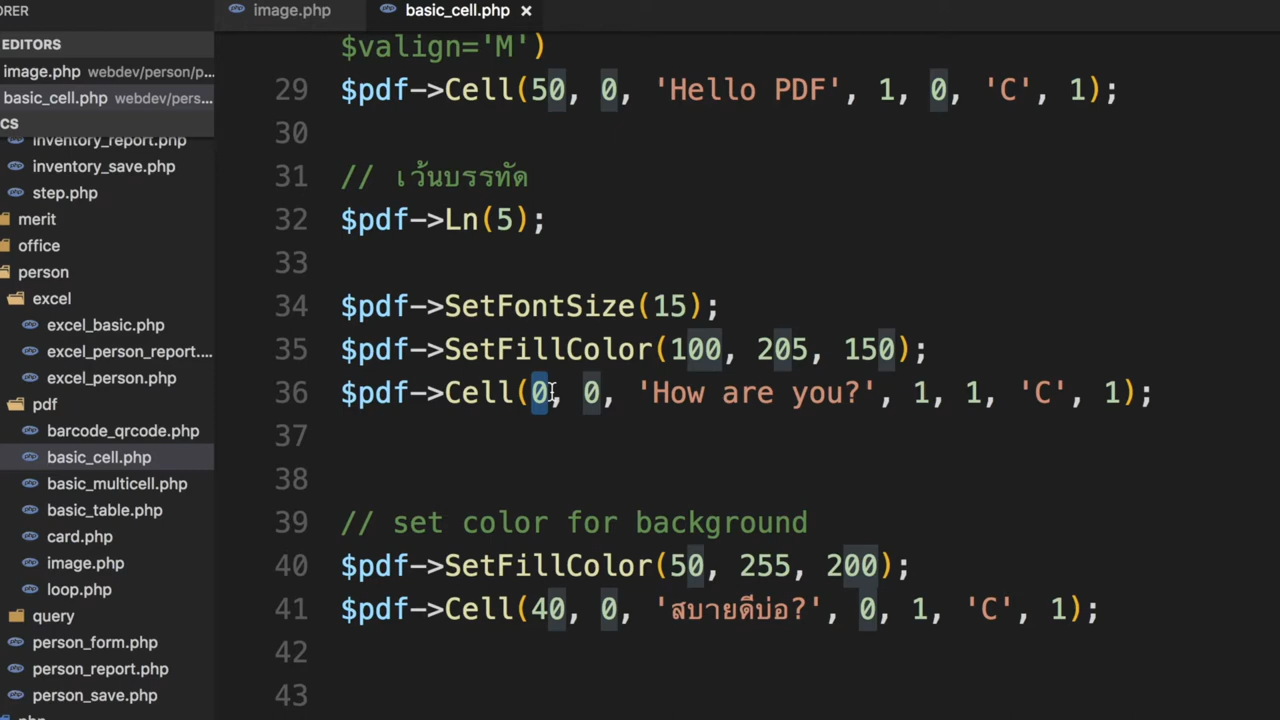 ORER
EDITORS
image.php webdev/person/p...
basic_cell.php webdev/pers...
CS
inventory_report.php
inventory_save.php
step.php
merit
office
person
excel
excel_basic.php
excel_person_report....
excel_person.php
pdf
barcode_qrcode.php
basic_cell.php
basic_multicell.php
basic_table.php
card.php
image.php
loop.php
query
person_form.php
person_report.php
person_save.php
php
image.php
basic_cell.php ×
$valign='M')
29 $pdf->Cell(50, 0, 'Hello PDF', 1, 0, 'C', 1);
30
31 // เว้นบรรทัด
32 $pdf->Ln(5);
33
34 $pdf->SetFontSize(15);
35 $pdf->SetFillColor(100, 205, 150);
36 $pdf->Cell(0, 0, 'How are you?', 1, 1, 'C', 1);
37
38
39 // set color for background
40 $pdf->SetFillColor(50, 255, 200);
41 $pdf->Cell(40, 0, 'สบายดีบ่อ?', 0, 1, 'C', 1);
42
43